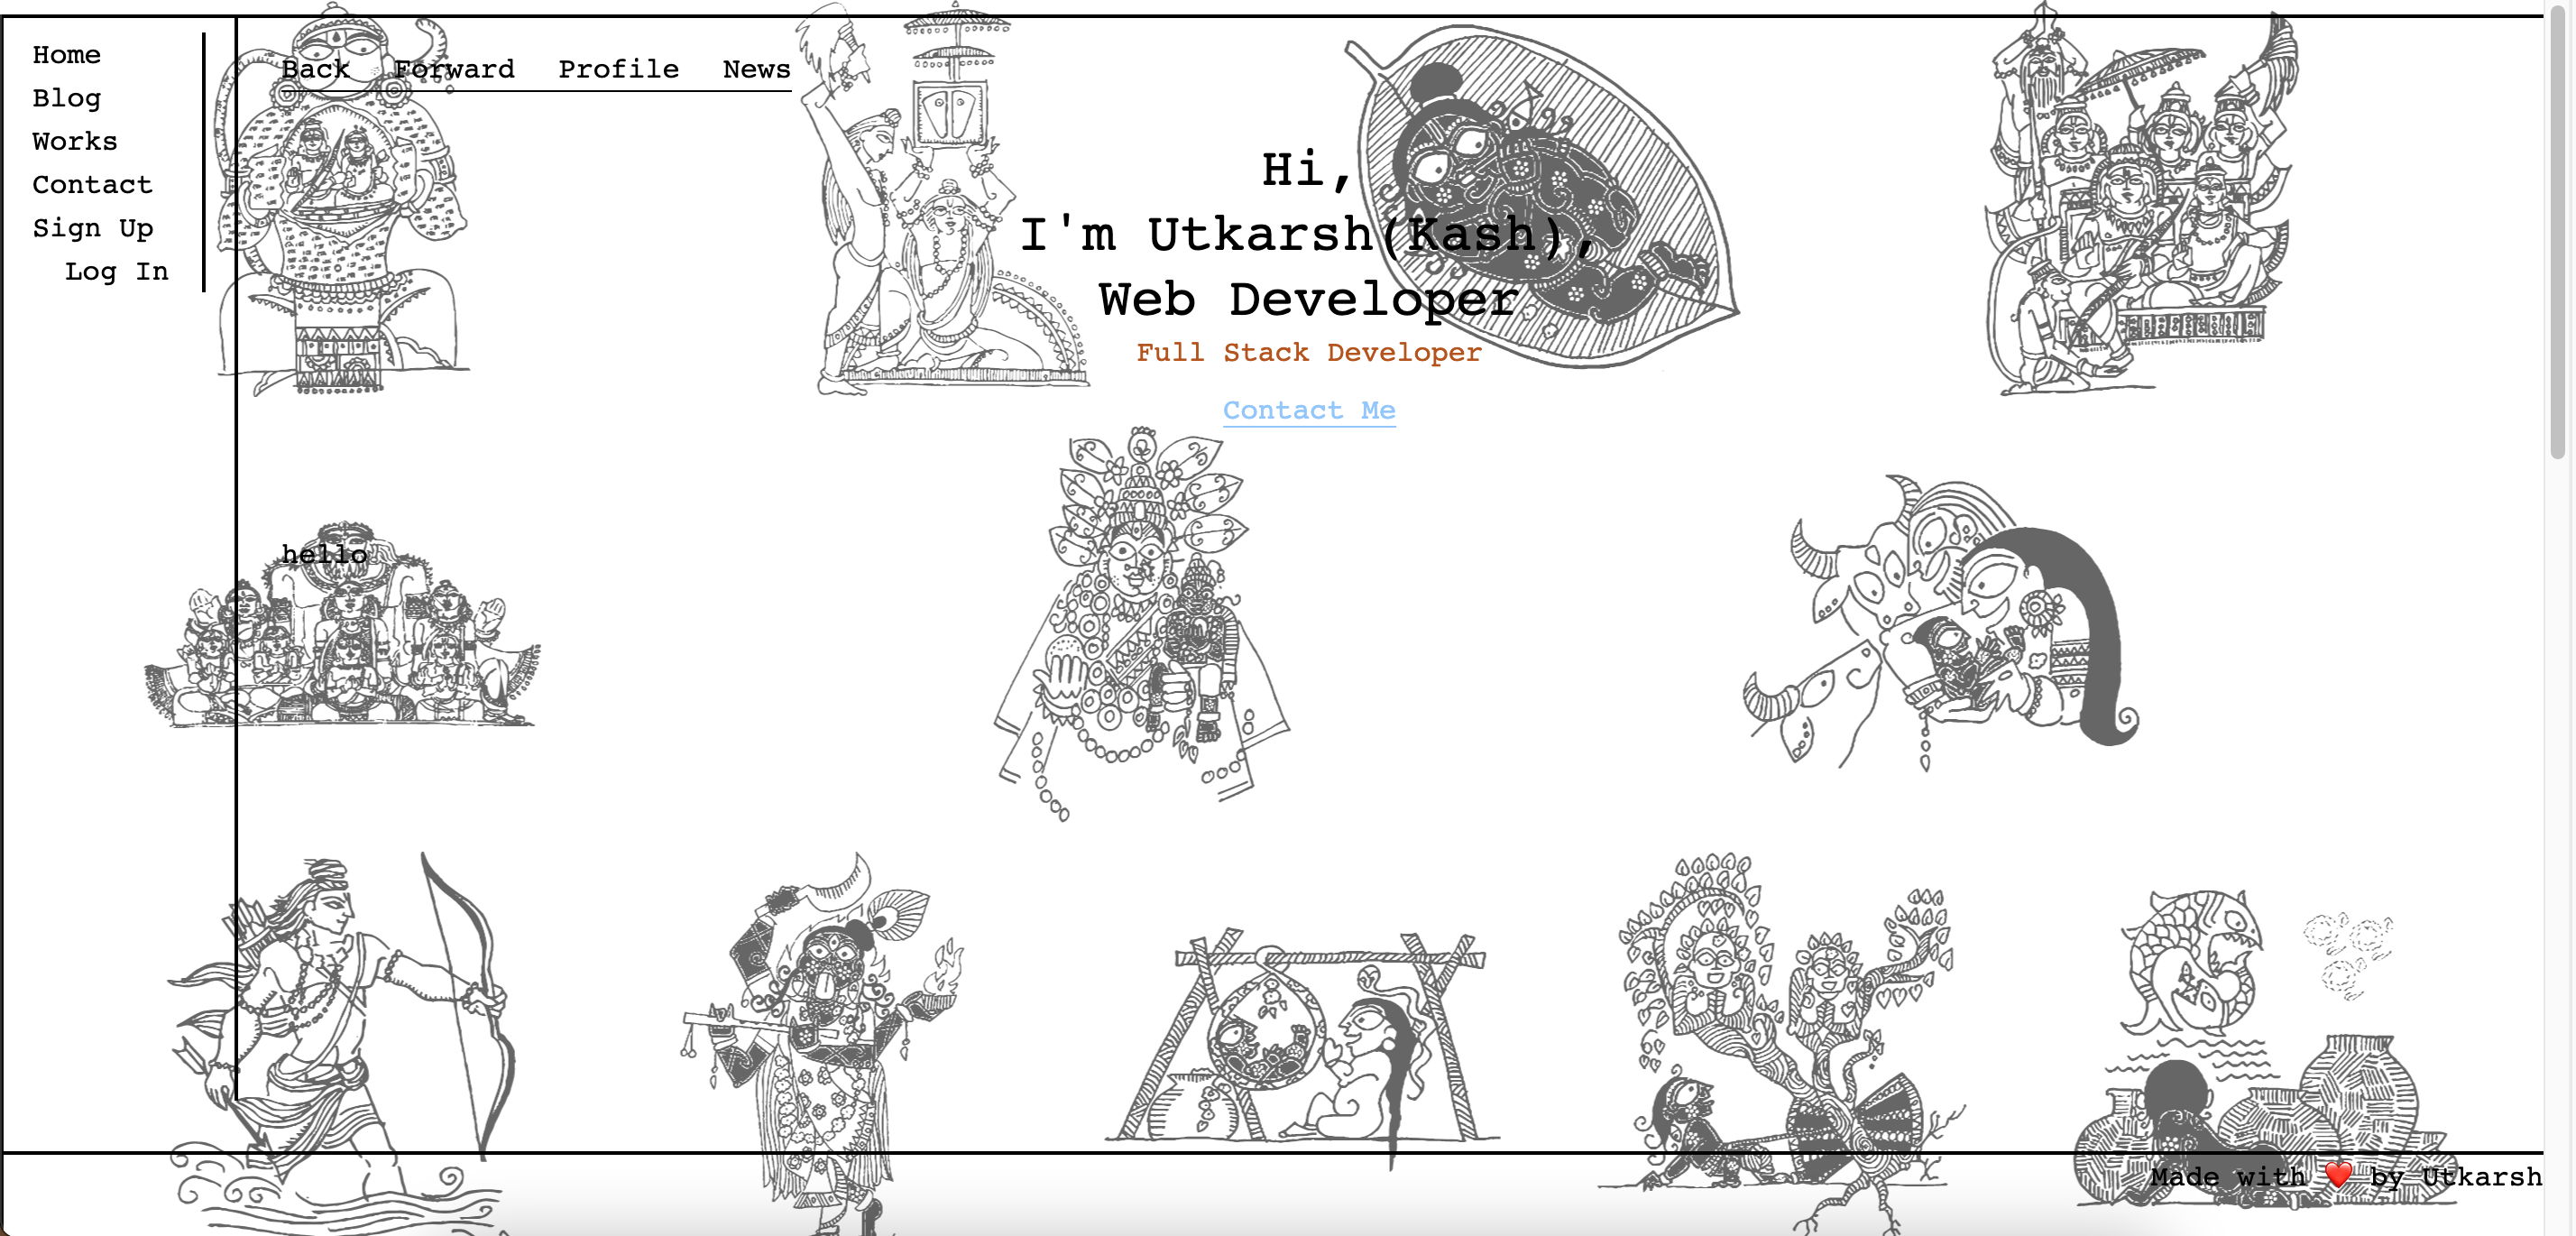 Home
Blog
Works
Contact
Sign Up
Log In
Back Forward Profile News
Hi,
I'm Utkarsh(Kash),
Web Developer
Full Stack Developer
Contact Me
hello
Made with ❤️ by Utkarsh